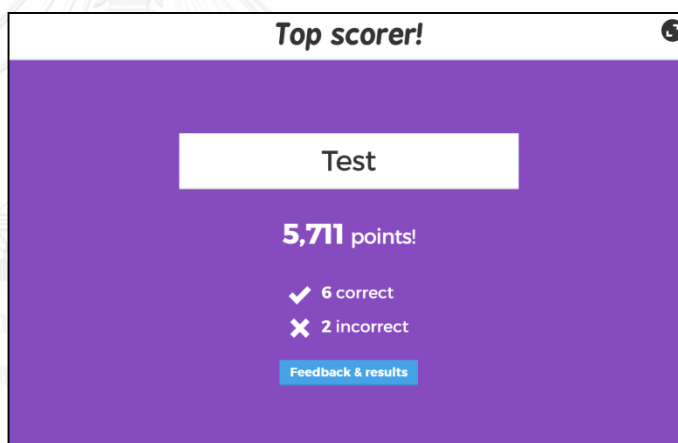 Top scorer!
Test
5,711 points!
6 correct
2 incorrect
Feedback & results